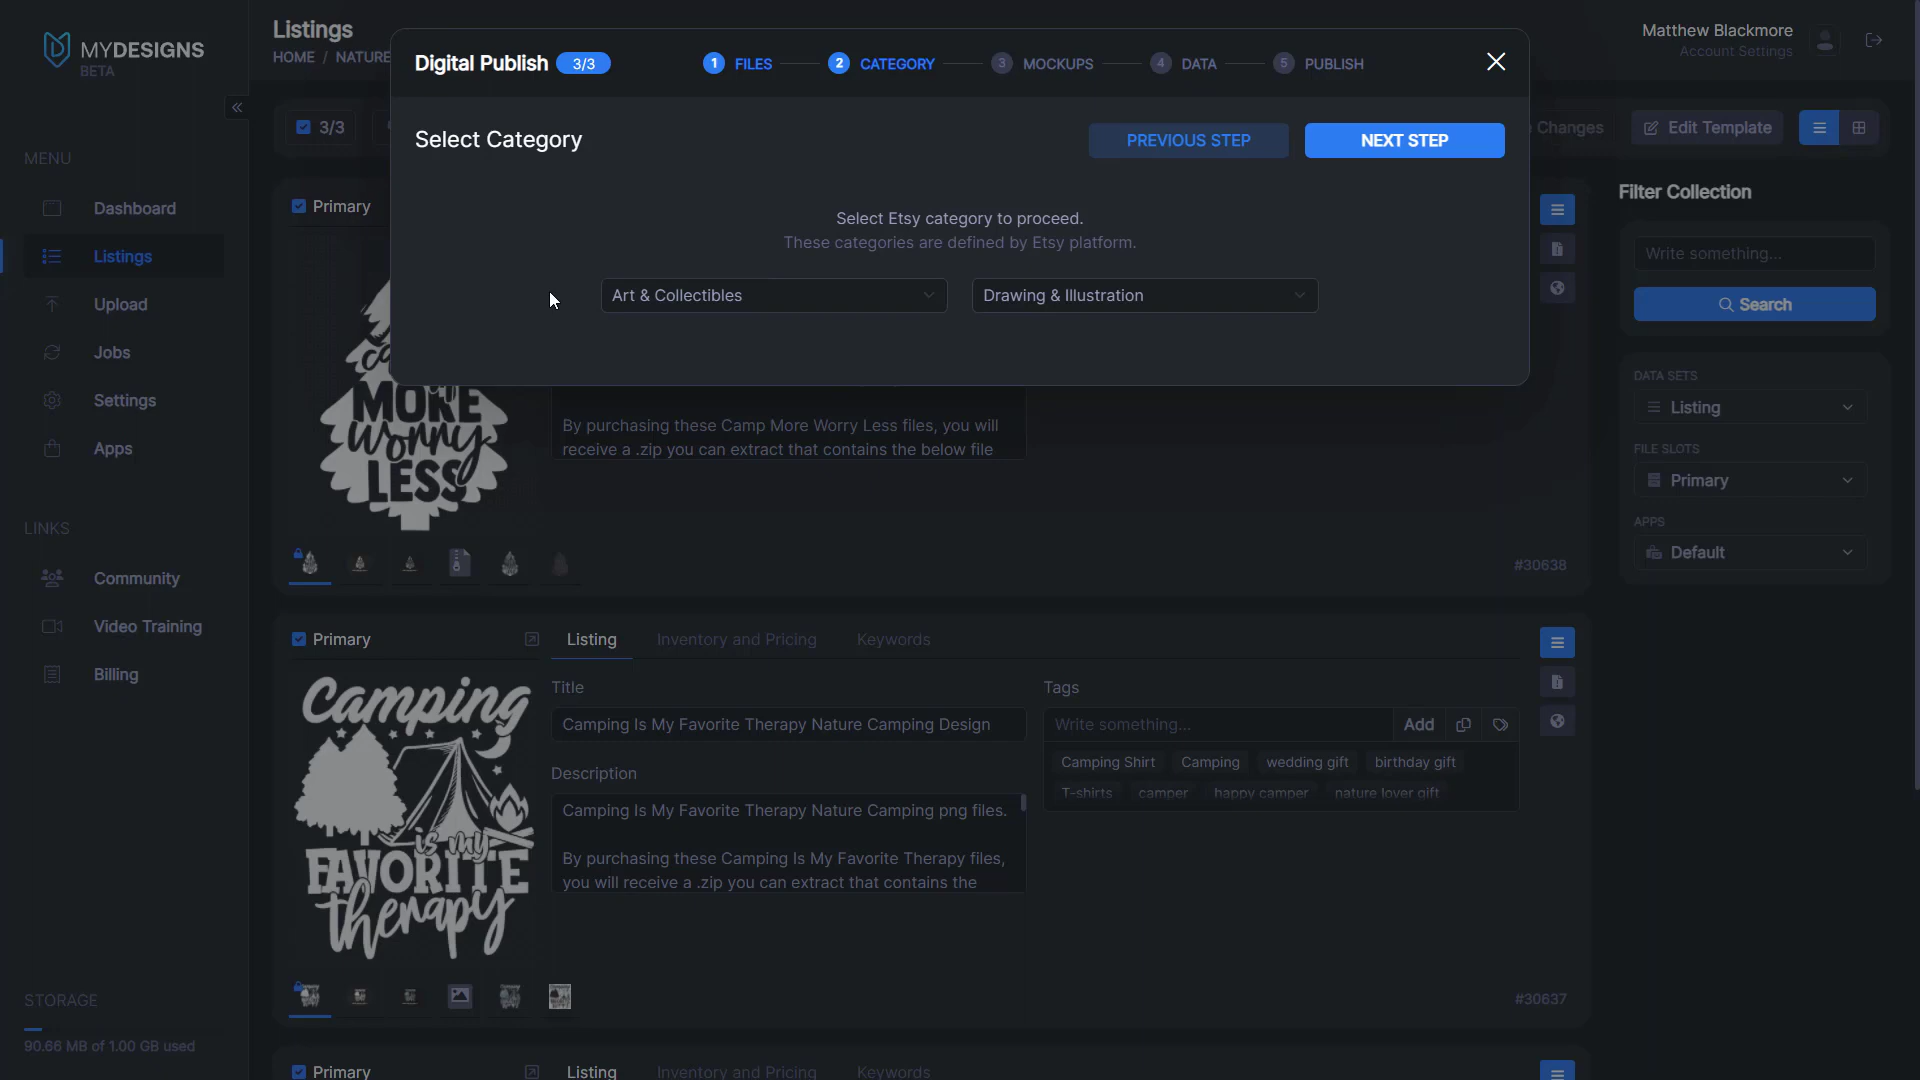 MYDESIGNS
BETA
MENU
Dashboard
Listings
Upload
Jobs
Settings
Apps
LINKS
Community
Video Training
Billing
STORAGE
90.66 MB of 1.00 GB used
Listings
HOME / NATURE
Matthew Blackmore
Account Settings
3/3
Changes
Edit Template
Digital Publish 3/3
1 FILES
2 CATEGORY
3 MOCKUPS
4 DATA
5 PUBLISH
Select Category
PREVIOUS STEP
NEXT STEP
Select Etsy category to proceed.
These categories are defined by Etsy platform.
Art & Collectibles
Drawing & Illustration
Primary
MORE
worry
LESS
By purchasing these Camp More Worry Less files, you will
receive a .zip you can extract that contains the below file
#30638
Primary
Listing
Inventory and Pricing
Keywords
Camping
is my
FAVORITE
therapy
Title
Camping Is My Favorite Therapy Nature Camping Design
Description
Camping Is My Favorite Therapy Nature Camping png files.
By purchasing these Camping Is My Favorite Therapy files,
you will receive a .zip you can extract that contains the
Tags
Write something...
Add
Camping Shirt
Camping
wedding gift
birthday gift
T-shirts
camper
happy camper
nature lover gift
#30637
Primary
Listing
Inventory and Pricing
Keywords
Filter Collection
Write something...
Search
DATA SETS
Listing
FILE SLOTS
Primary
APPS
Default